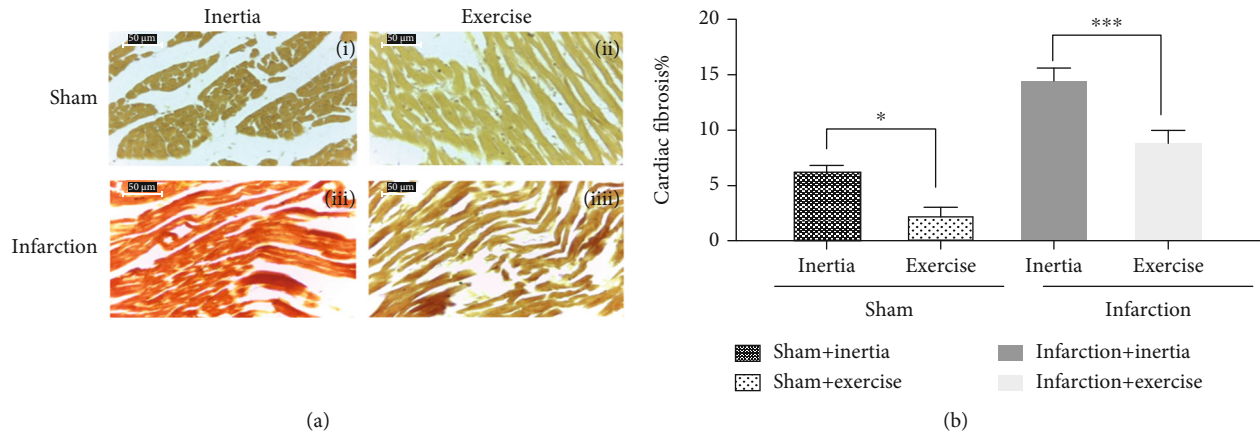 Inertia Exercise
Sham
50 μm (i)
50 μm (ii)
Infarction
50 μm (iii)
50 μm (iiii)
(a)
Cardiac fibrosis%
20
15
10
5
0
*
***
Inertia Exercise Inertia Exercise
Sham Infarction
Sham+inertia Infarction+inertia
Sham+exercise Infarction+exercise
(b)